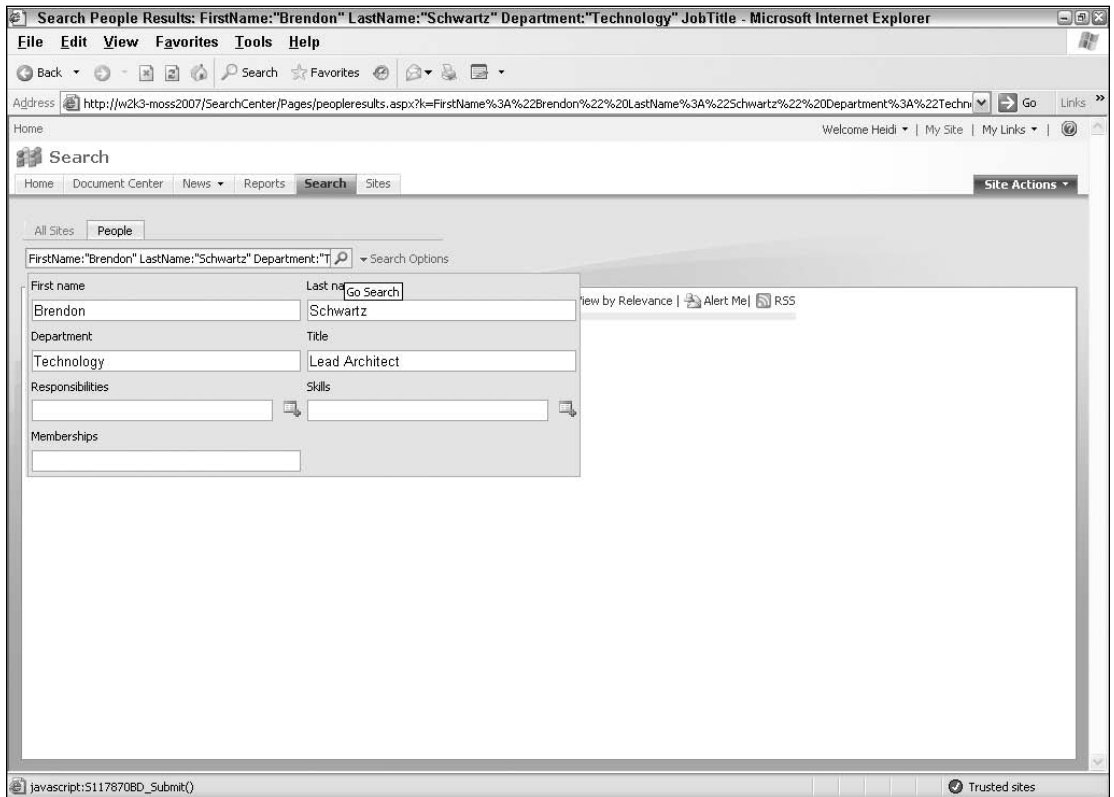 Search People Results: FirstName:"Brendon" LastName:"Schwartz" Department:"Technology" JobTitle - Microsoft Internet Explorer
File Edit View Favorites Tools Help
Back Search Favorites
Address http://w2k3-moss2007/SearchCenter/Pages/peopleresults.aspx?k=FirstName%3A%22Brendon%22%20LastName%3A%22Schwartz%22%20Department%3A%22Techn Go Links »
Home Welcome Heidi | My Site | My Links |
Search
Home Document Center News Reports Search Sites Site Actions
All Sites People
FirstName:"Brendon" LastName:"Schwartz" Department:"T Search Options
First name Last na
Go Search
iew by Relevance | Alert Me| RSS
Brendon Schwartz
Department Title
Technology Lead Architect
Responsibilities Skills
Memberships
javascript:S117870BD_Submit() Trusted sites